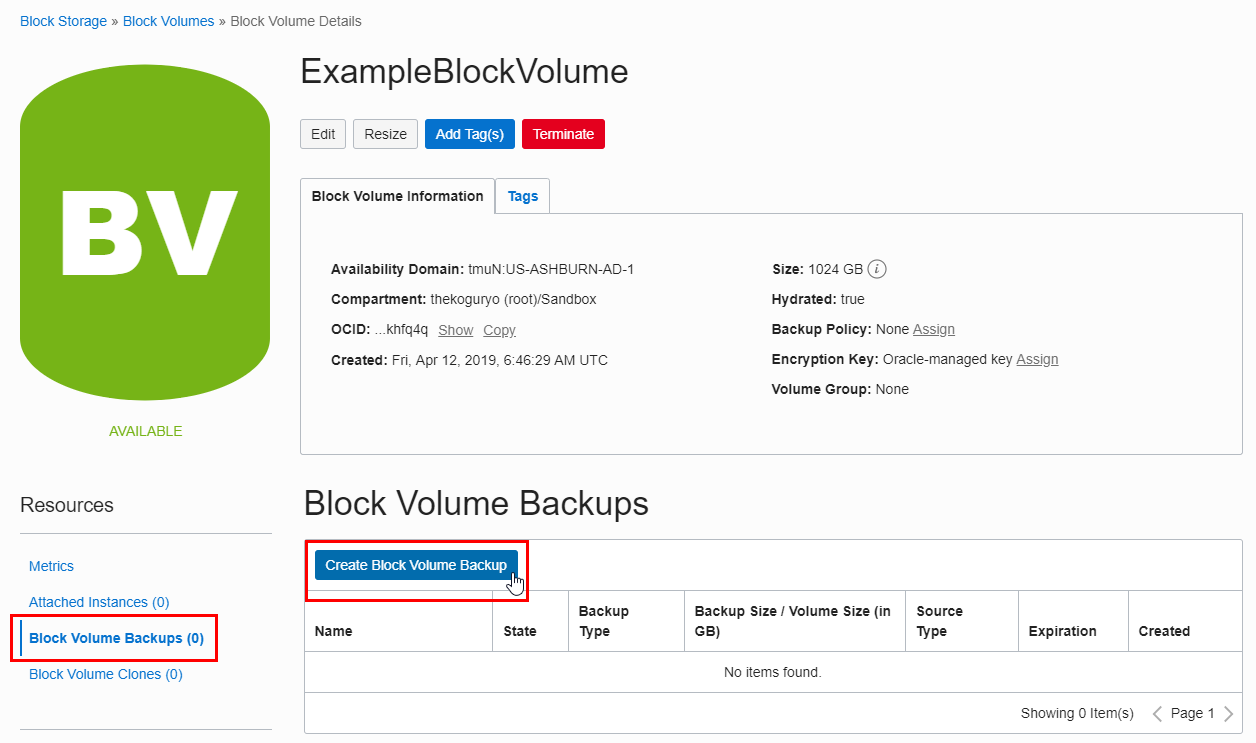 Block Storage » Block Volumes » Block Volume Details
BV
AVAILABLE
ExampleBlockVolume
Edit Resize Add Tag(s) Terminate
Block Volume Information Tags
Availability Domain: tmuN:US-ASHBURN-AD-1
Compartment: thekoguryo (root)/Sandbox
OCID: ...khfq4q Show Copy
Created: Fri, Apr 12, 2019, 6:46:29 AM UTC
Size: 1024 GB i
Hydrated: true
Backup Policy: None Assign
Encryption Key: Oracle-managed key Assign
Volume Group: None
Resources
Metrics
Attached Instances (0)
Block Volume Backups (0)
Block Volume Clones (0)
Block Volume Backups
Create Block Volume Backup
Name State Backup Type Backup Size / Volume Size (in GB) Source Type Expiration Created
No items found.
Showing 0 Item(s) Page 1